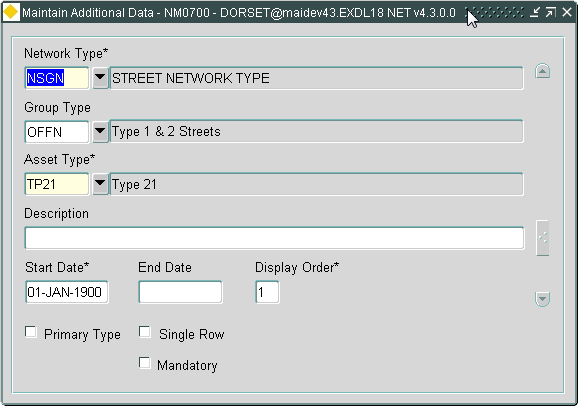 Maintain Additional Data - NM0700 - DORSET@maidev43.EXDL18 NET v4.3.0.0
Network Type*
NSGN STREET NETWORK TYPE
Group Type
OFFN Type 1 & 2 Streets
Asset Type*
TP21 Type 21
Description
Start Date* End Date Display Order*
01-JAN-1900 1
Primary Type Single Row
Mandatory